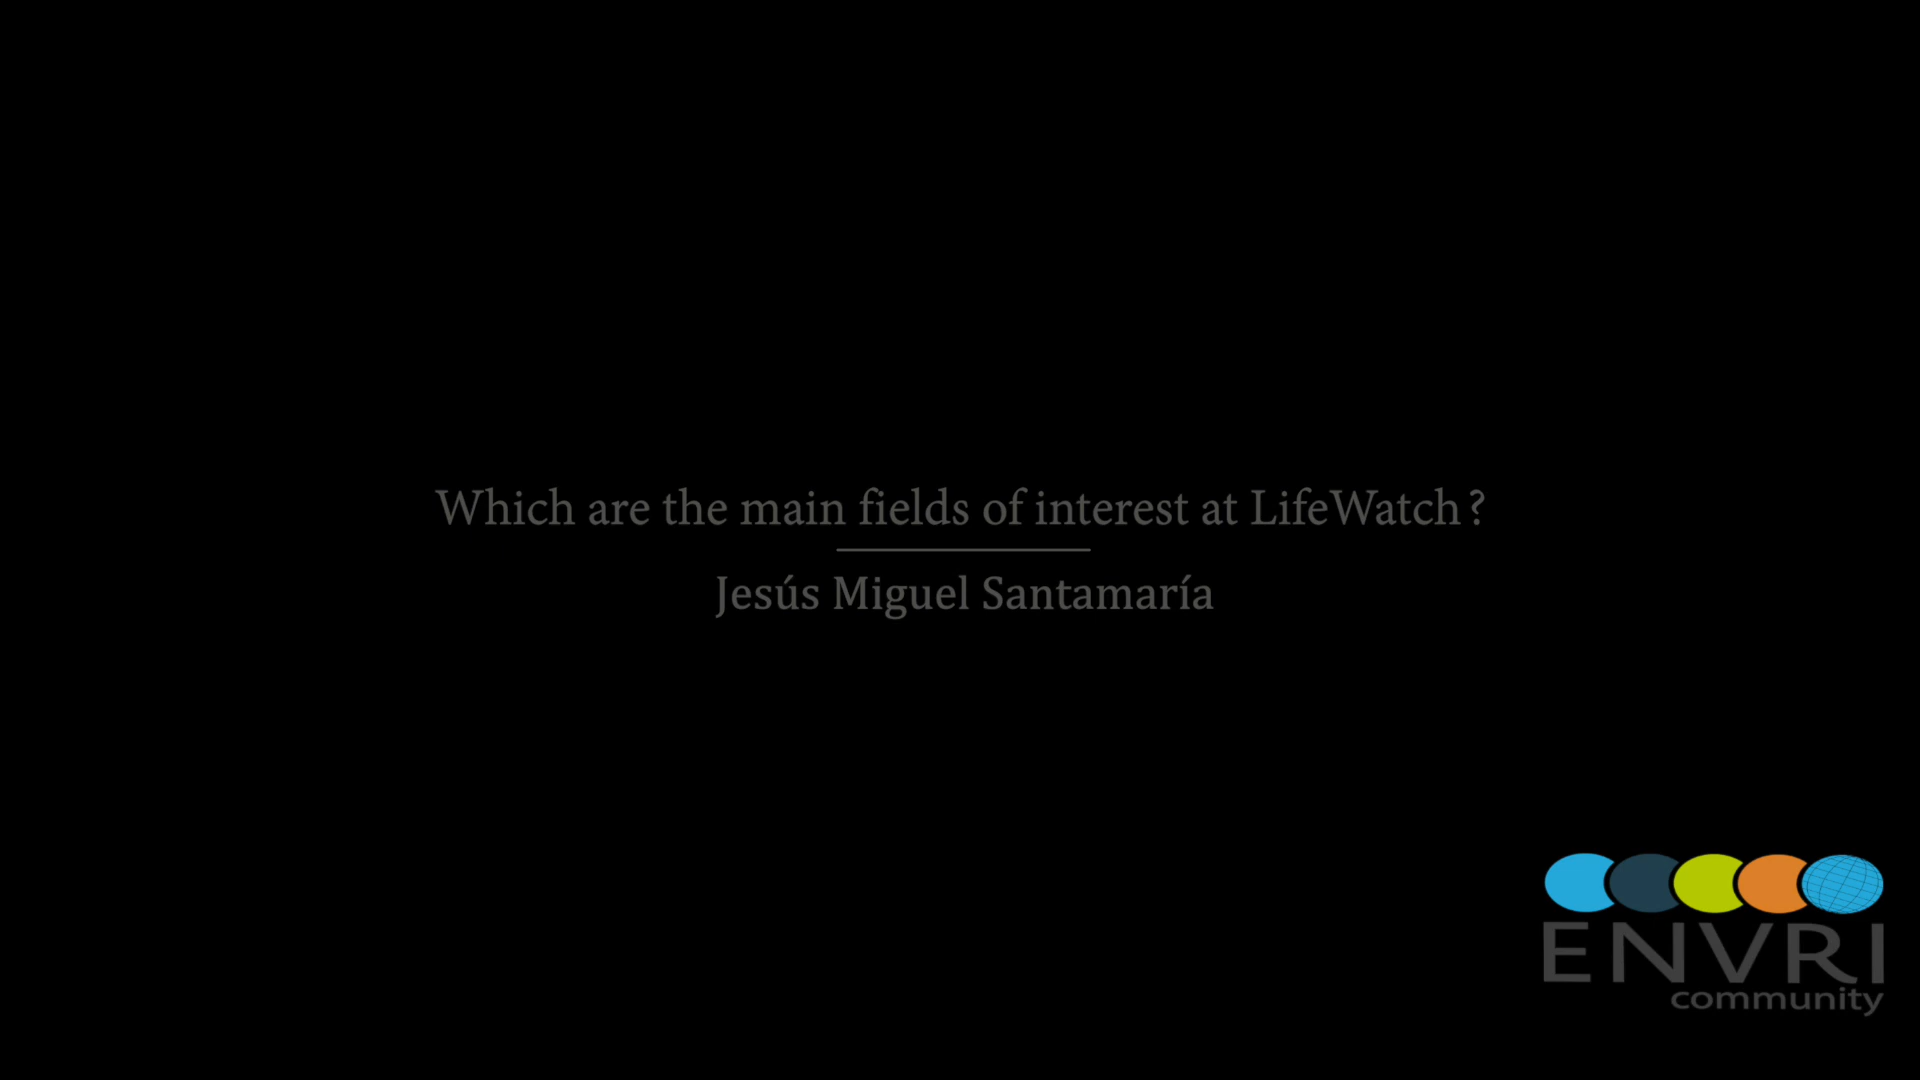 Which are the main fields of interest at LifeWatch?
Jesús Miguel Santamaría
ENVRI
community